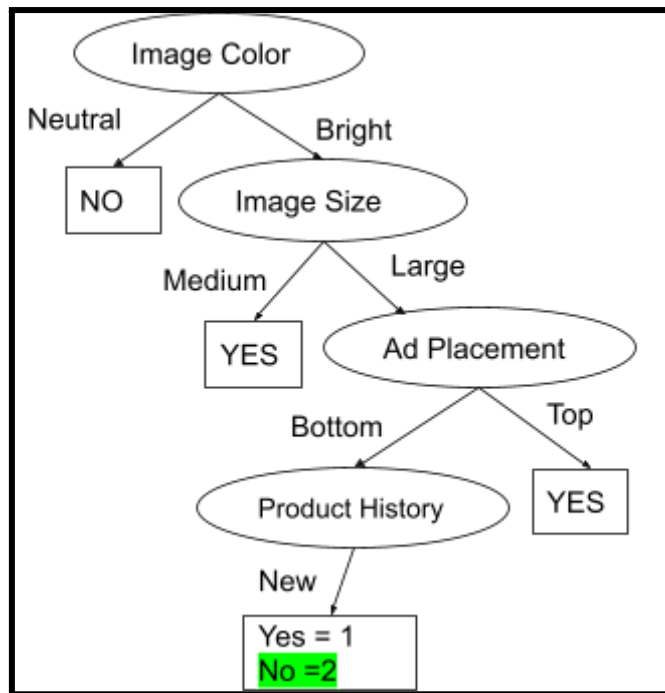 Image Color
Neutral
Bright
NO
Image Size
Medium
Large
YES
Ad Placement
Bottom
Top
Product History
YES
New
Yes = 1
No =2